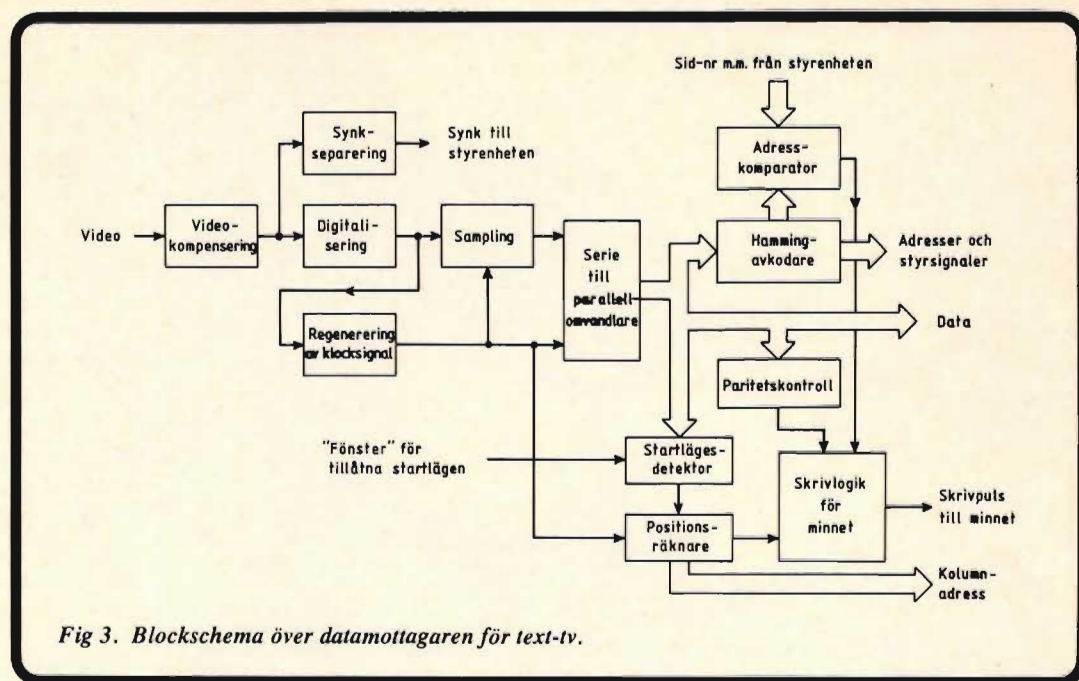 Sid-nr m.m. från styrenheten
Synk-
separering
Synk till
styrenheten
Adress-
komparator
Video
Video-
kompensering
Digitali-
sering
Sampling
Serie
till
parallell
omvandlare
Hamming-
avkodare
Adresser och
styrsignaler
Regenerering
av klocksignal
Data
Paritetskontroll
"Fönster" för
tillåtna startlägen
Startläges-
detektor
Skrivlogik
för
minnet
Skrivpuls
till minnet
Positions-
räknare
Kolumn-
adress
Fig 3. Blockschema över datamottagaren för text-tv.